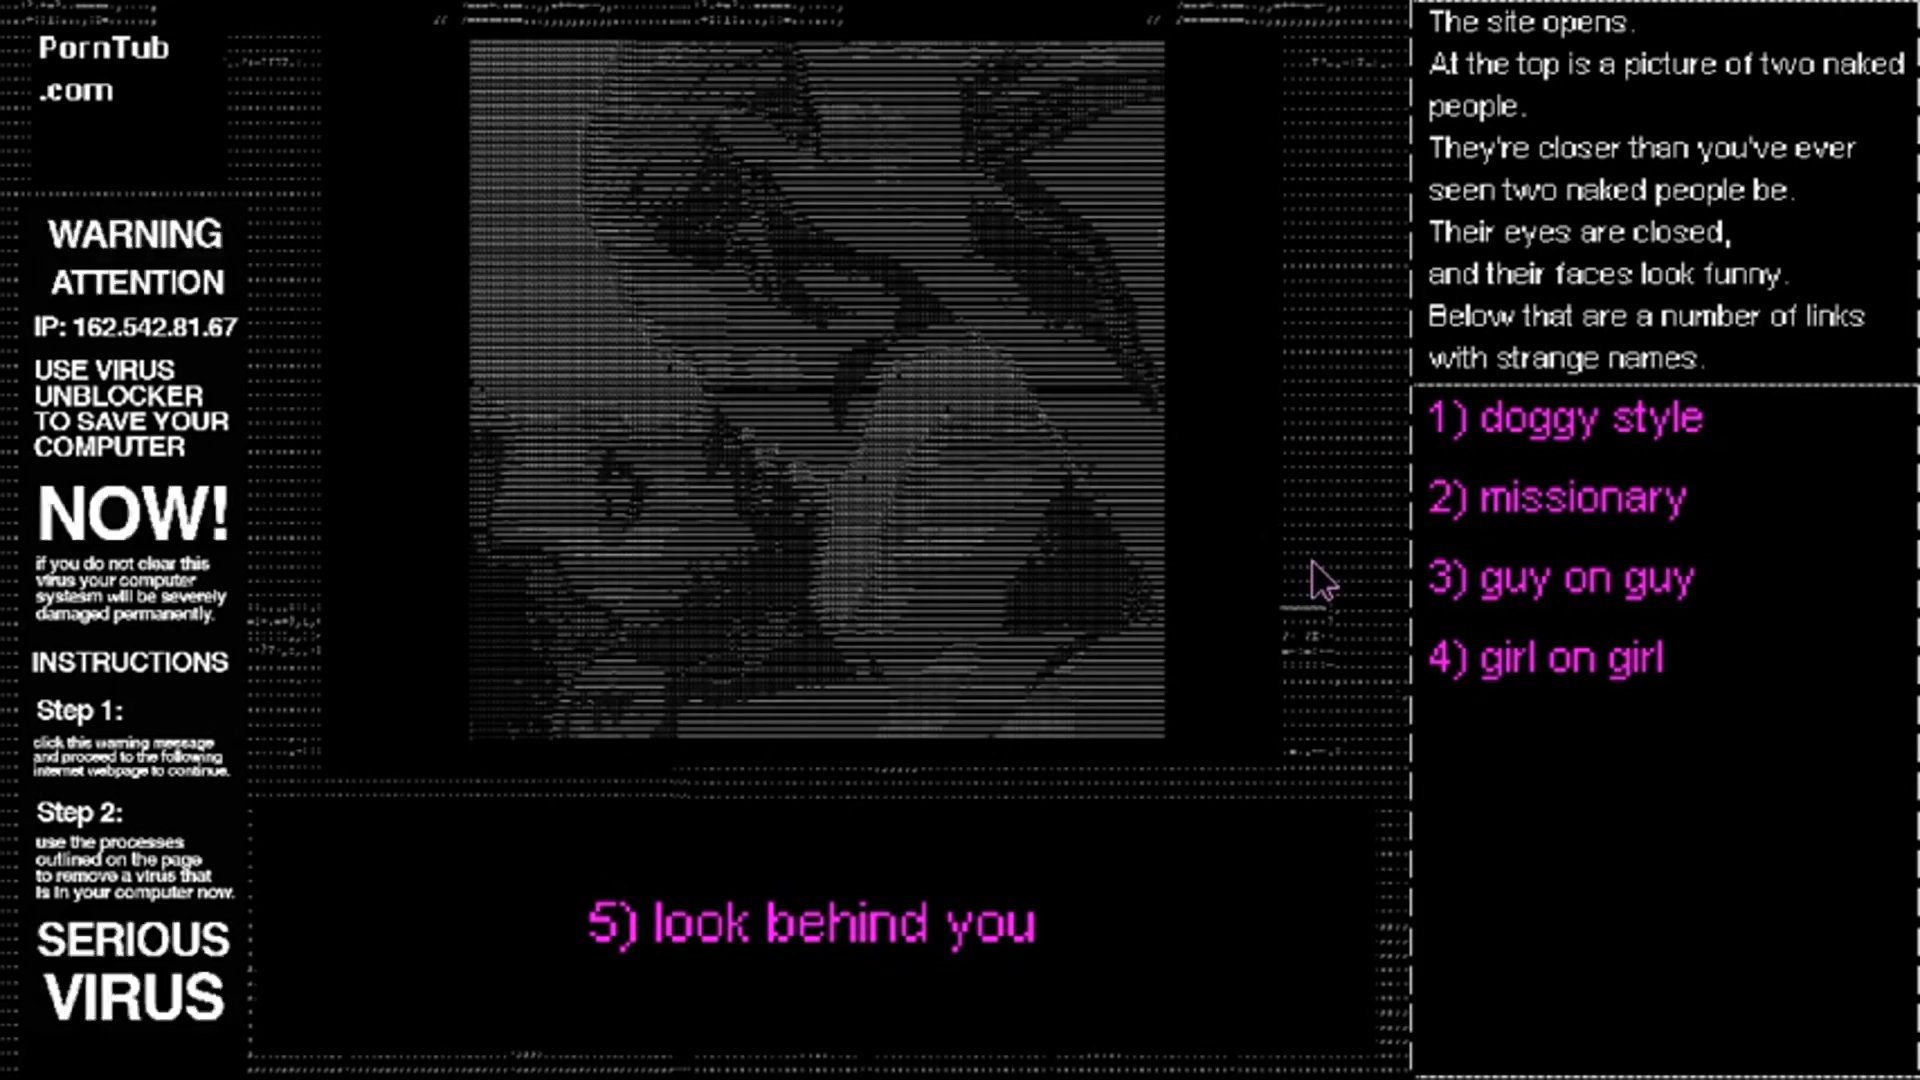 PornTub
.com
WARNING
ATTENTION
IP: 162.542.81.67
USE VIRUS
UNBLOCKER
TO SAVE YOUR
COMPUTER
NOW!
if you do not clear this
virus your computer
systesm will be severely
damaged permanently.
INSTRUCTIONS
Step 1:
click this warning message
and proceed to the following
internet webpage to continue.
Step 2:
use the processes
outlined on the page
to remove a virus that
is in your computer now.
SERIOUS
VIRUS
5) look behind you
The site opens.
At the top is a picture of two naked
people.
They're closer than you've ever
seen two naked people be.
Their eyes are closed,
and their faces look funny.
Below that are a number of links
with strange names.
1) doggy style
2) missionary
3) guy on guy
4) girl on girl